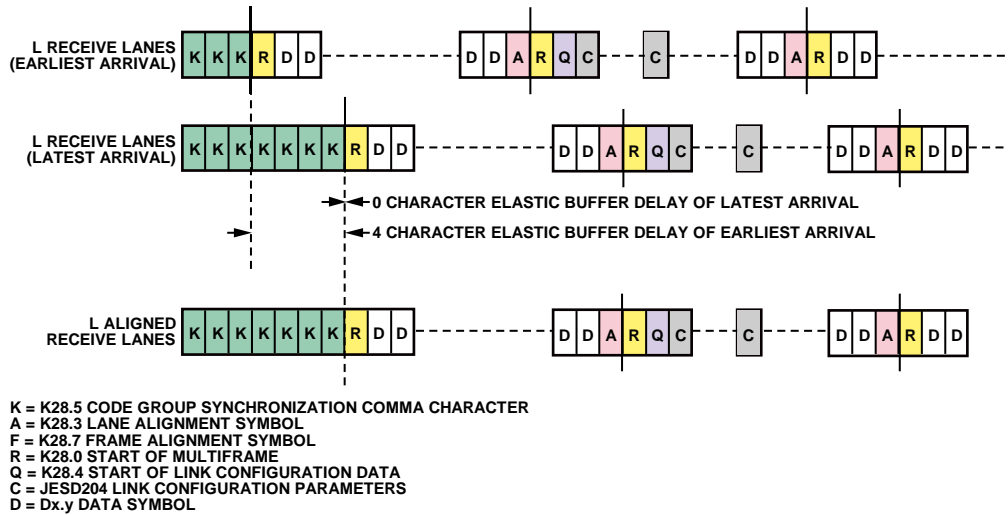 L RECEIVE LANES
(EARLIEST ARRIVAL)
K K K R D D
D D A R Q C
C
D D A R D D
L RECEIVE LANES
(LATEST ARRIVAL)
K K K K K K K R D D
D D A R Q C
C
D D A R D D
0 CHARACTER ELASTIC BUFFER DELAY OF LATEST ARRIVAL
4 CHARACTER ELASTIC BUFFER DELAY OF EARLIEST ARRIVAL
L ALIGNED
RECEIVE LANES
K K K K K K K R D D
D D A R Q C
C
D D A R D D
K = K28.5 CODE GROUP SYNCHRONIZATION COMMA CHARACTER
A = K28.3 LANE ALIGNMENT SYMBOL
F = K28.7 FRAME ALIGNMENT SYMBOL
R = K28.0 START OF MULTIFRAME
Q = K28.4 START OF LINK CONFIGURATION DATA
C = JESD204 LINK CONFIGURATION PARAMETERS
D = Dx.y DATA SYMBOL